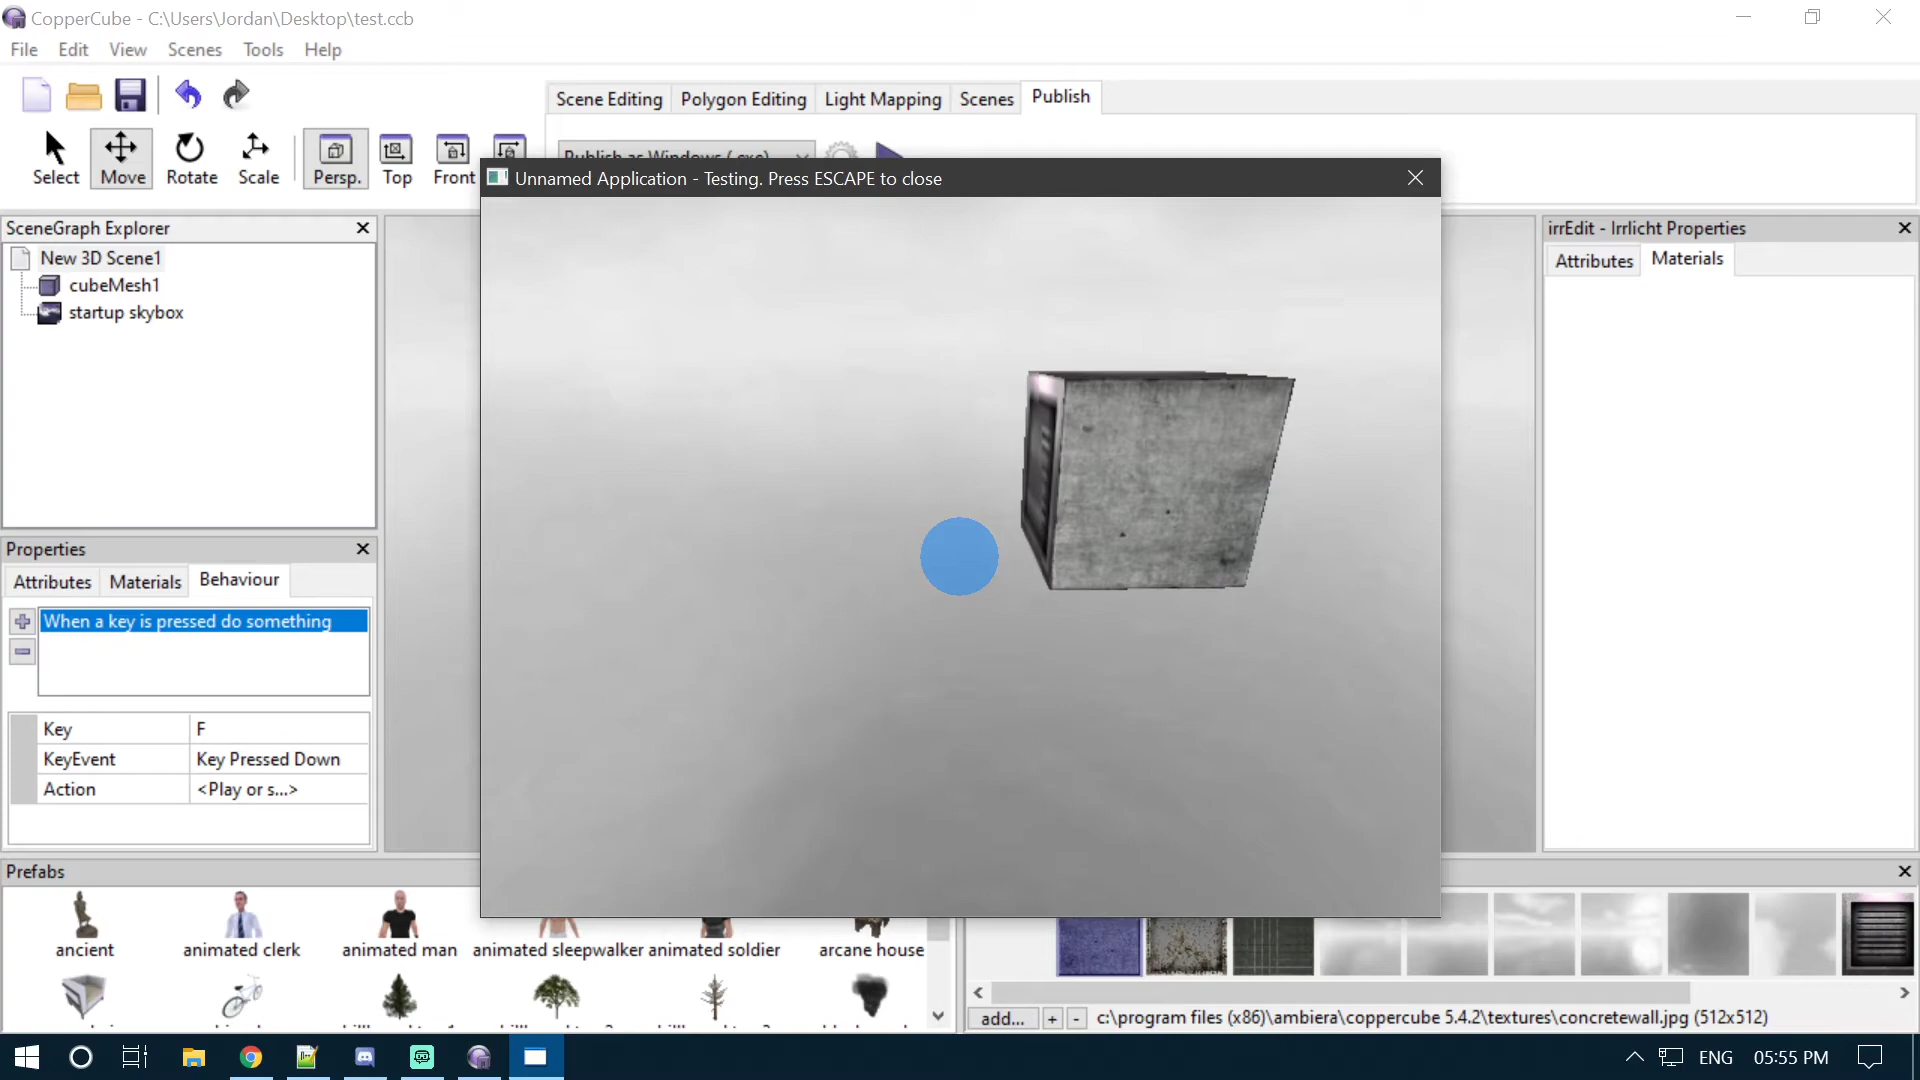 CopperCube - C:\Users\Jordan\Desktop\test.ccb
File Edit View Scenes Tools Help
Scene Editing Polygon Editing Light Mapping Scenes Publish
Publish as Windows (.exe)
Select Move Rotate Scale Persp. Top Front
Unnamed Application - Testing. Press ESCAPE to close
SceneGraph Explorer
New 3D Scene1
cubeMesh1
startup skybox
irrEdit - Irrlicht Properties
Attributes Materials
Properties
Attributes Materials Behaviour
When a key is pressed do something
Key F
KeyEvent Key Pressed Down
Action <Play or s...>
Prefabs
ancient animated clerk animated man animated sleepwalker animated soldier arcane house
add... + - c:\program files (x86)\ambiera\coppercube 5.4.2\textures\concretewall.jpg (512x512)
ENG 05:55 PM